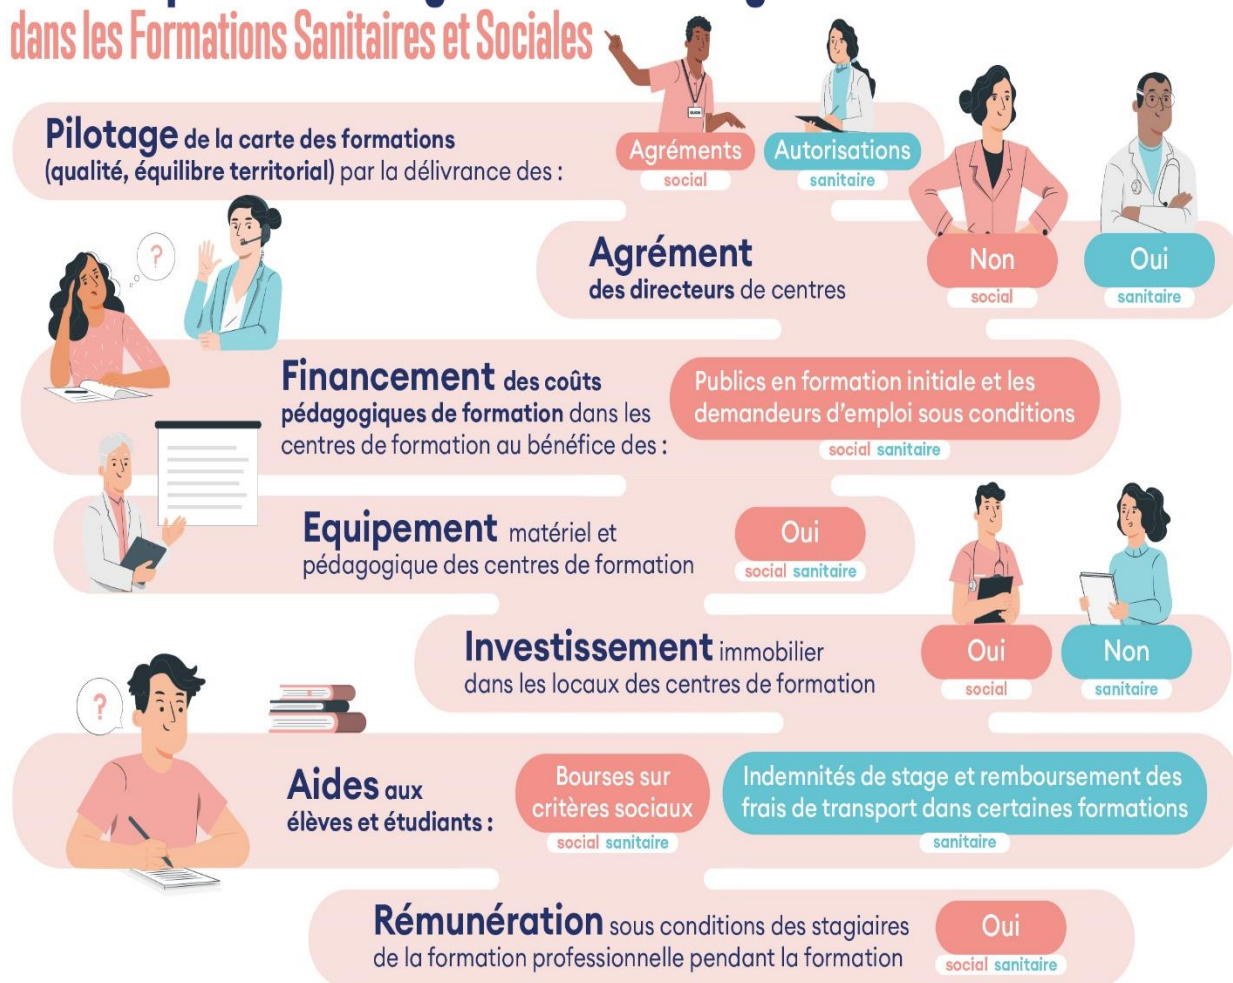 dans les Formations Sanitaires et Sociales
Pilotage de la carte des formations
(qualité, équilibre territorial) par la délivrance des :
Agréments
social
Autorisations
sanitaire
Agrément
des directeurs de centres
Non
social
Oui
sanitaire
?
Financement des coûts
pédagogiques de formation dans les
centres de formation au bénéfice des :
Publics en formation initiale et les
demandeurs d'emploi sous conditions
social sanitaire
Equipement matériel et
pédagogique des centres de formation
Oui
social sanitaire
Investissement immobilier
dans les locaux des centres de formation
Oui
social
Non
sanitaire
?
Aides aux
élèves et étudiants :
Bourses sur
critères sociaux
social sanitaire
Indemnités de stage et remboursement des
frais de transport dans certaines formations
sanitaire
Rémunération sous conditions des stagiaires
de la formation professionnelle pendant la formation
Oui
social sanitaire